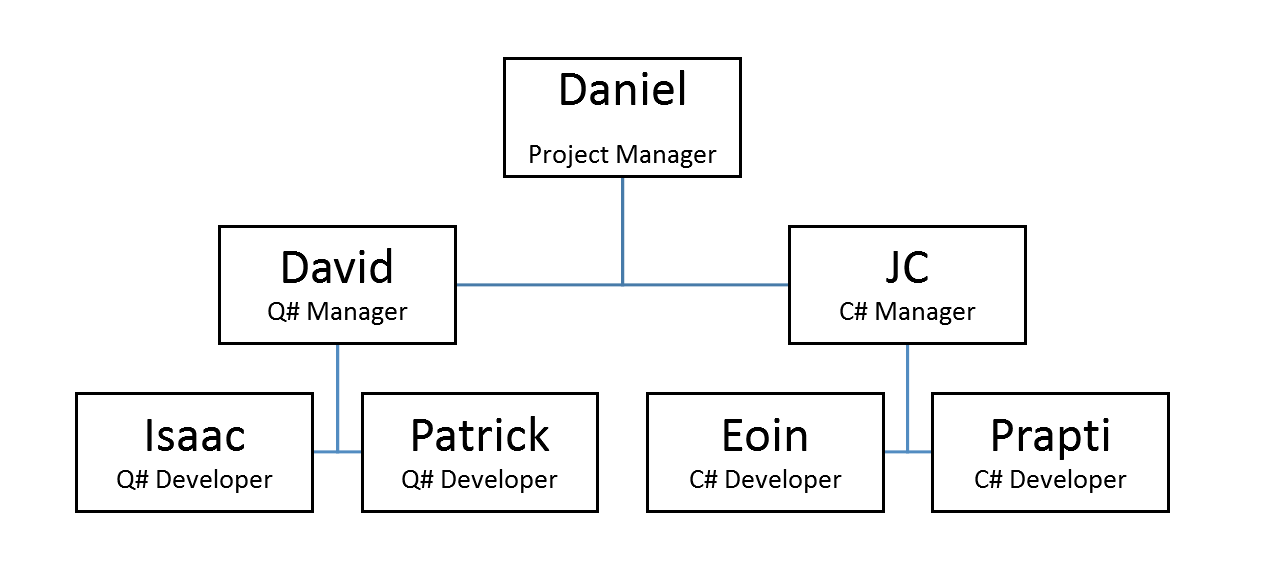 Daniel
Project Manager
David
Q# Manager
JC
C# Manager
Isaac
Q# Developer
Patrick
Q# Developer
Eoin
C# Developer
Prapti
C# Developer